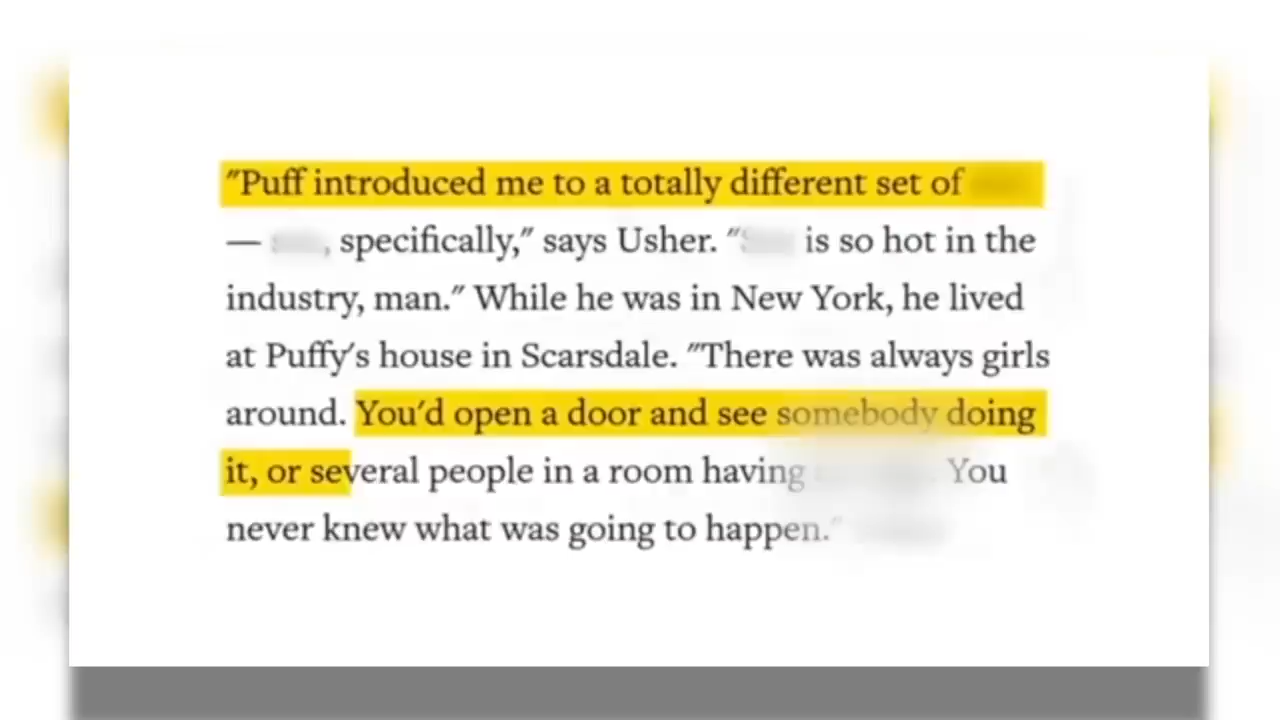 "Puff introduced me to a totally different set of
— , specifically," says Usher. " is so hot in the
industry, man." While he was in New York, he lived
at Puffy's house in Scarsdale. "There was always girls
around. You'd open a door and see somebody doing
it, or several people in a room having You
never knew what was going to happen."